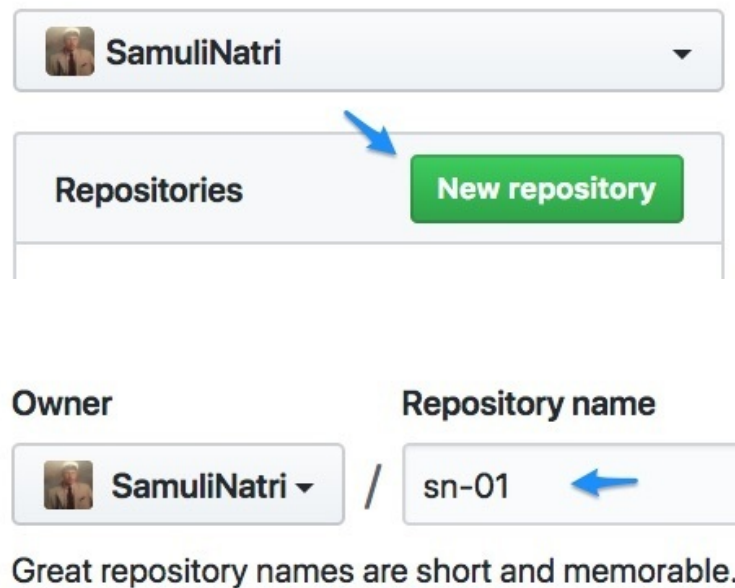 SamuliNatri
Repositories New repository
Owner Repository name
SamuliNatri / sn-01
Great repository names are short and memorable.